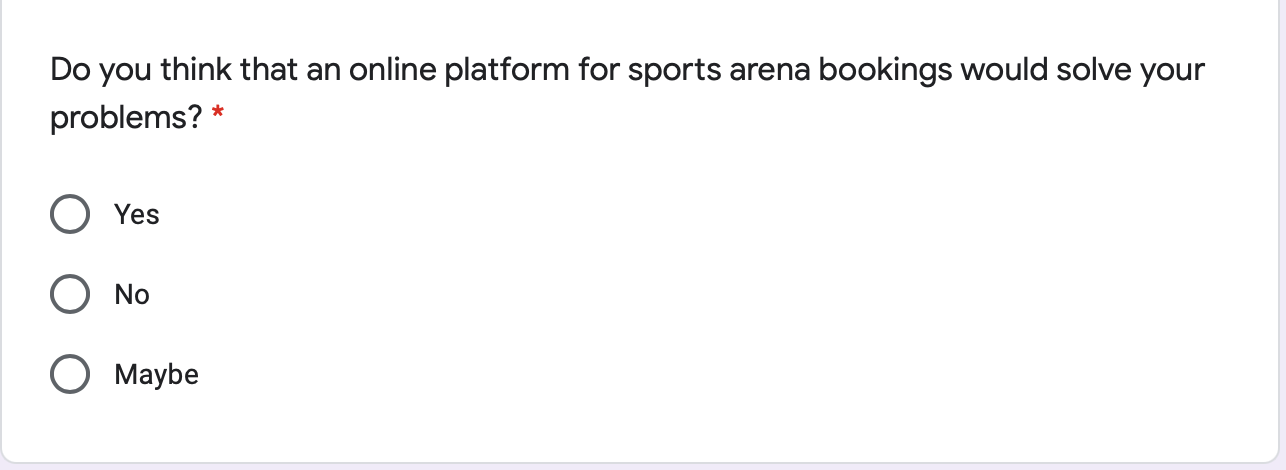 Do you think that an online platform for sports arena bookings would solve your
problems? *
Yes
No
Maybe